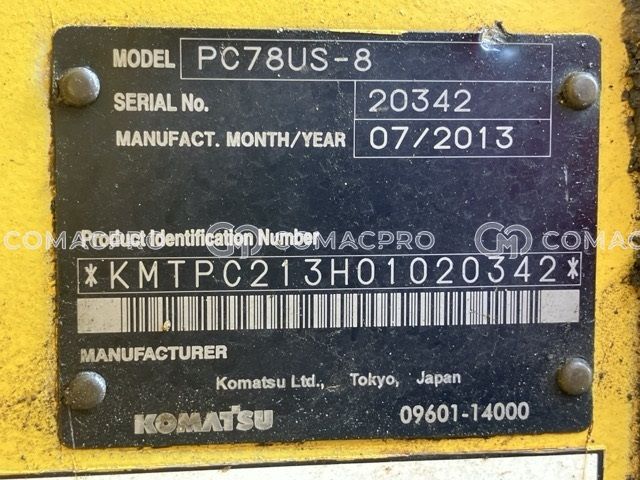 MODEL PC78US-8
SERIAL No. 20342
MANUFACT. MONTH/YEAR 07/2013
Product Identification Number
COMACPRO COMACPRO COMACPRO
*KMTPC213H01020342*
MANUFACTURER
Komatsu Ltd., Tokyo, Japan
KOMATSU 09601-14000